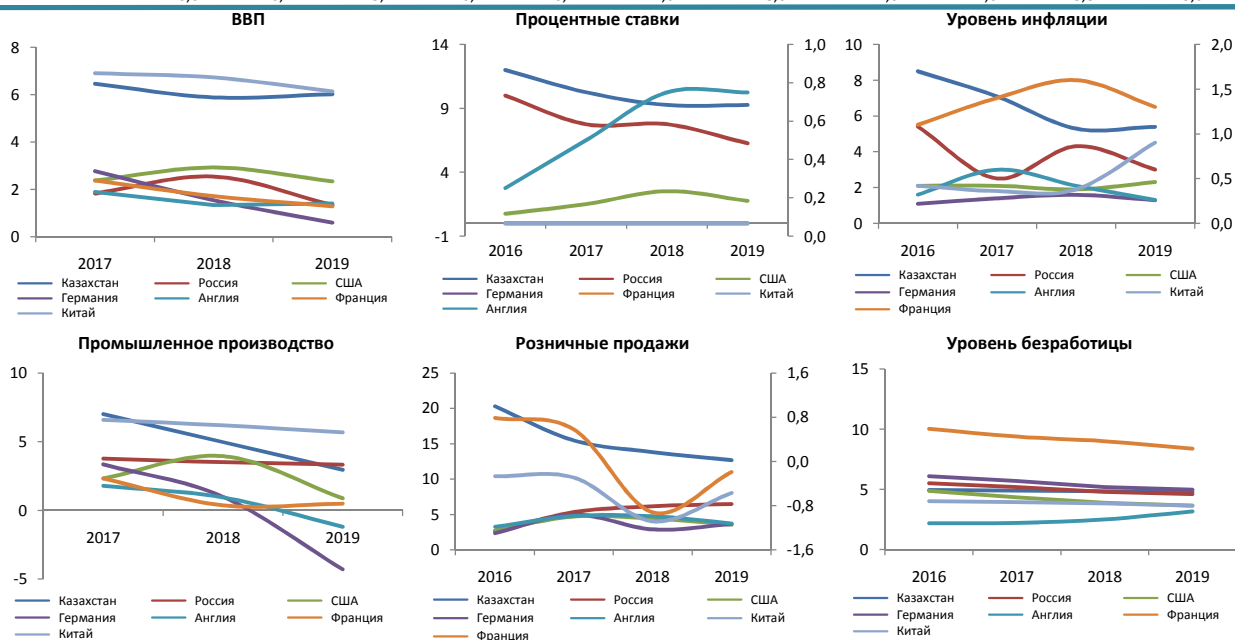 ВВП
8
6
4
2
0
2017 2018 2019
Казахстан Россия США
Германия Англия Франция
Китай
Процентные ставки
14 1,0
0,8
9 0,6
4 0,4
0,2
-1 0,0
2016 2017 2018 2019
Казахстан Россия США
Германия Франция Китай
Англия
Уровень инфляции
10 2,0
8 1,5
6 1,0
4 0,5
2
0 0,0
2016 2017 2018 2019
Казахстан Россия США
Германия Англия Китай
Франция
Промышленное производство
10
5
0
-5
2017 2018 2019
Казахстан Россия США
Германия Англия Франция
Китай
Розничные продажи
25 1,6
20 0,8
15 0,0
10 -0,8
5
0 -1,6
2016 2017 2018 2019
Казахстан Россия США
Германия Англия Китай
Франция
Уровень безработицы
15
10
5
0
2016 2017 2018 2019
Казахстан Россия США
Германия Англия Франция
Китай